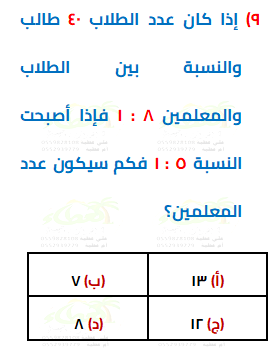 ٩) إذا كان عدد الطلاب ٤٠ طالب
والنسبة بين الطلاب
والمعلمين ٨ : ١ فإذا أصبحت
النسبة ٥ : ١ فكم سيكون عدد
المعلمين؟
(أ) ١٣ (ب) ٧
(ج) ١٢ (د) ٨